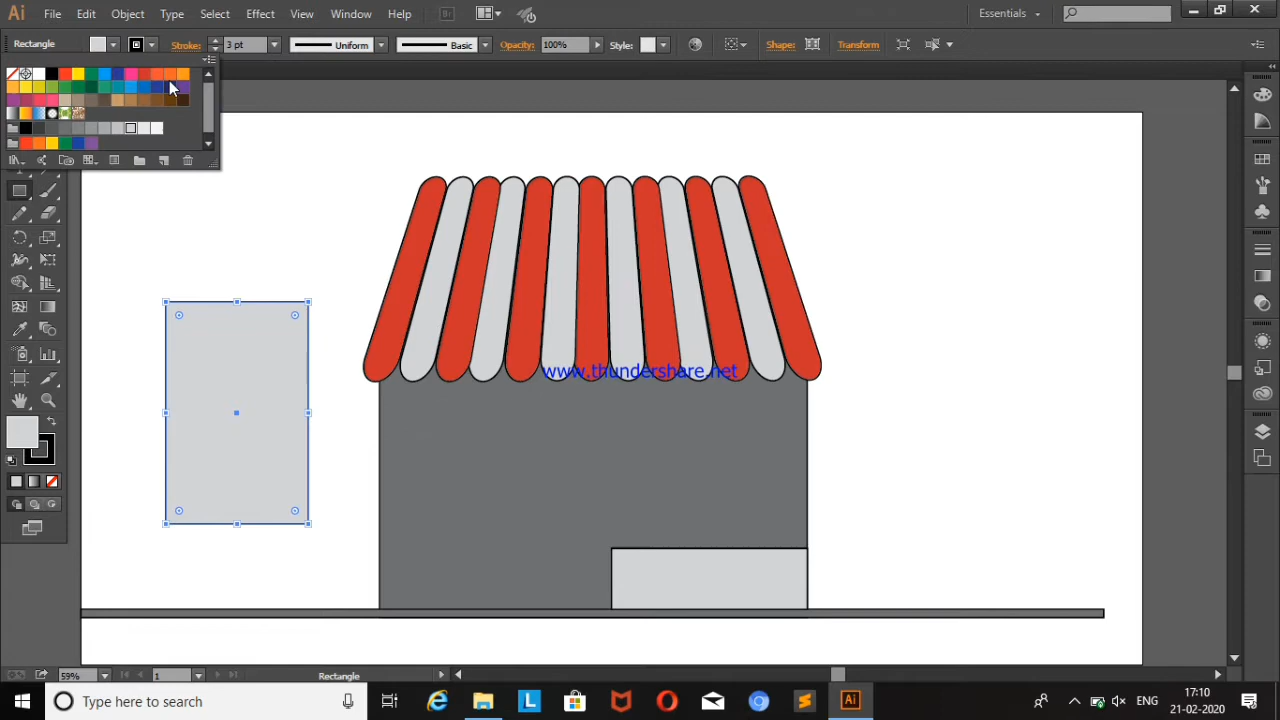 Ai File Edit Object Type Select Effect View Window Help Br Essentials
Rectangle Stroke: 3 pt Uniform Basic Opacity: 100% Style: Shape: Transform
www.thundershare.net
59% 1 Rectangle
Type here to search L Ai ENG 17:10
21-02-2020